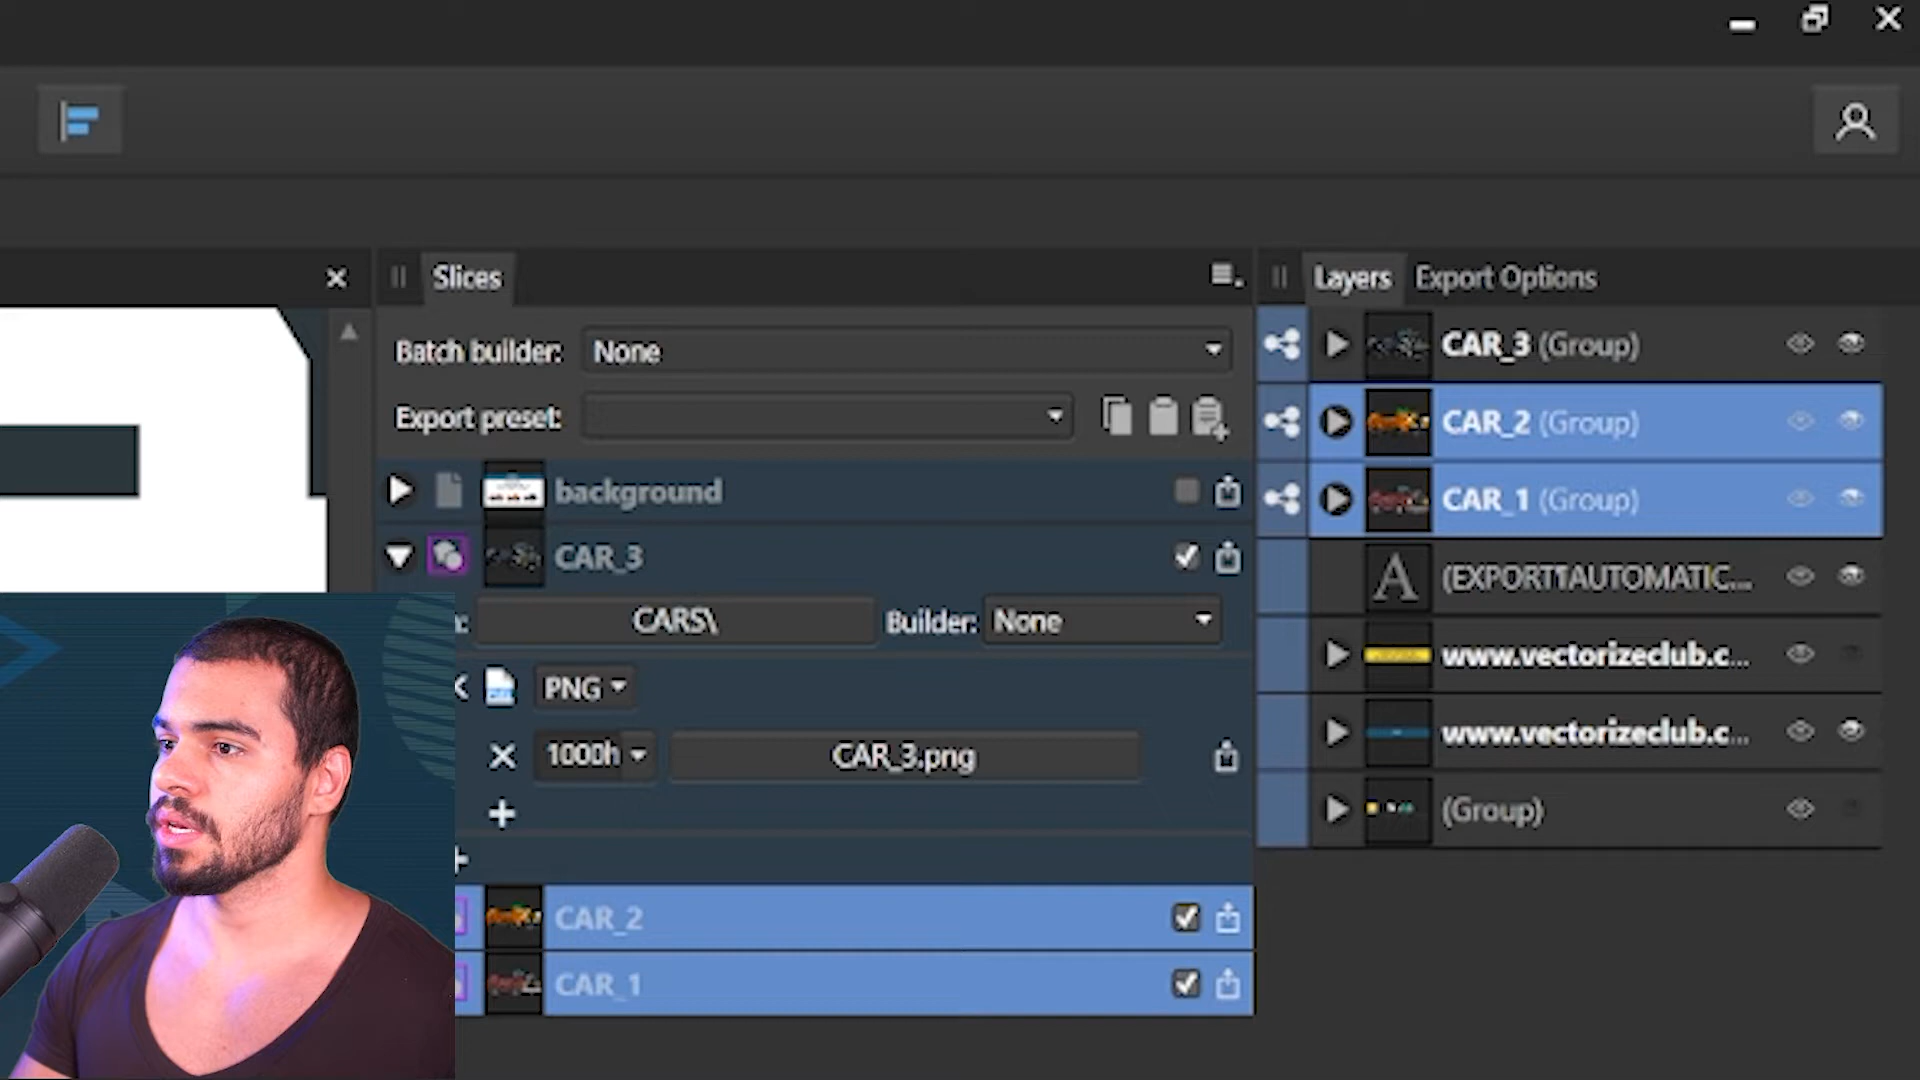 Slices
Layers
Export Options
Batch builder:
None
Export preset:
background
CAR_3
CARS\
Builder:
None
PNG
1000h
CAR_3.png
CAR_2
CAR_1
CAR_3 (Group)
CAR_2 (Group)
CAR_1 (Group)
A
(EXPORT¶AUTOMATIC...
www.vectorizeclub.c...
www.vectorizeclub.c...
(Group)